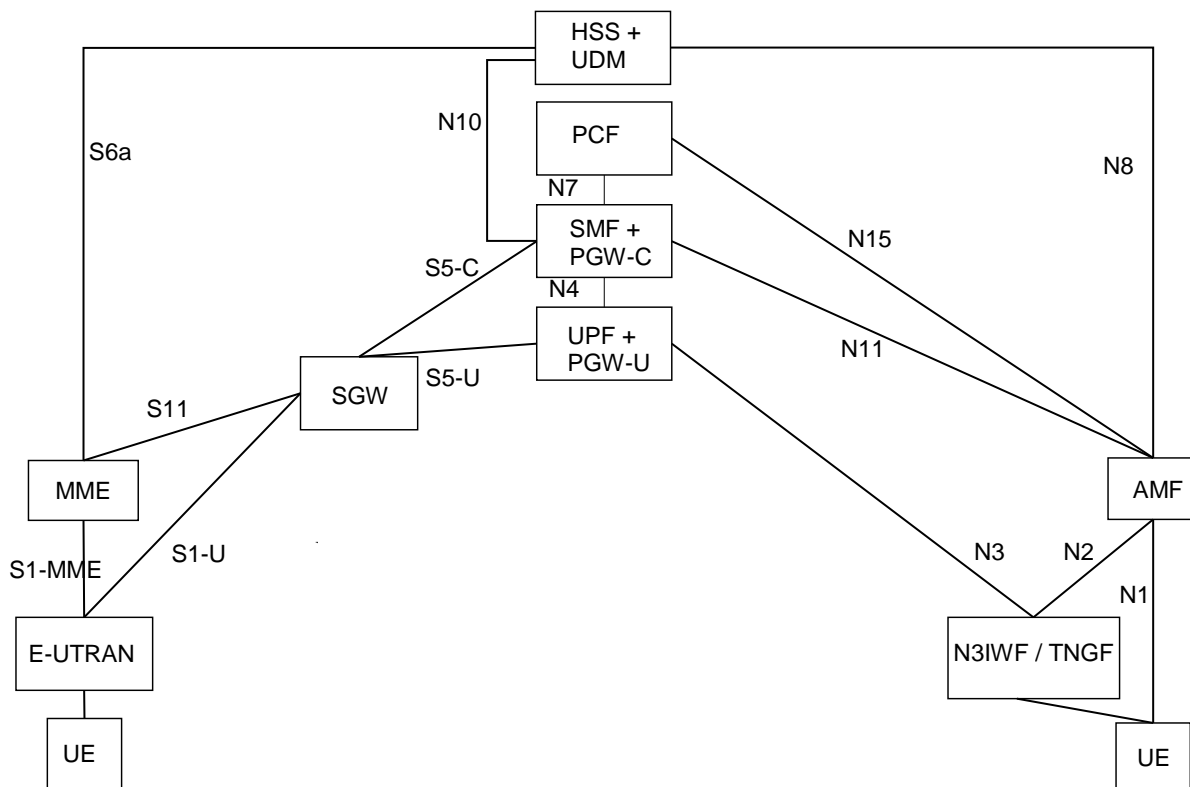 HSS +
UDM
N10
PCF
S6a
N8
N7
SMF +
PGW-C
N15
S5-C
N4
UPF +
PGW-U
N11
S5-U
SGW
S11
MME
AMF
S1-U
N3
N2
S1-MME
N1
E-UTRAN
N3IWF / TNGF
UE
UE